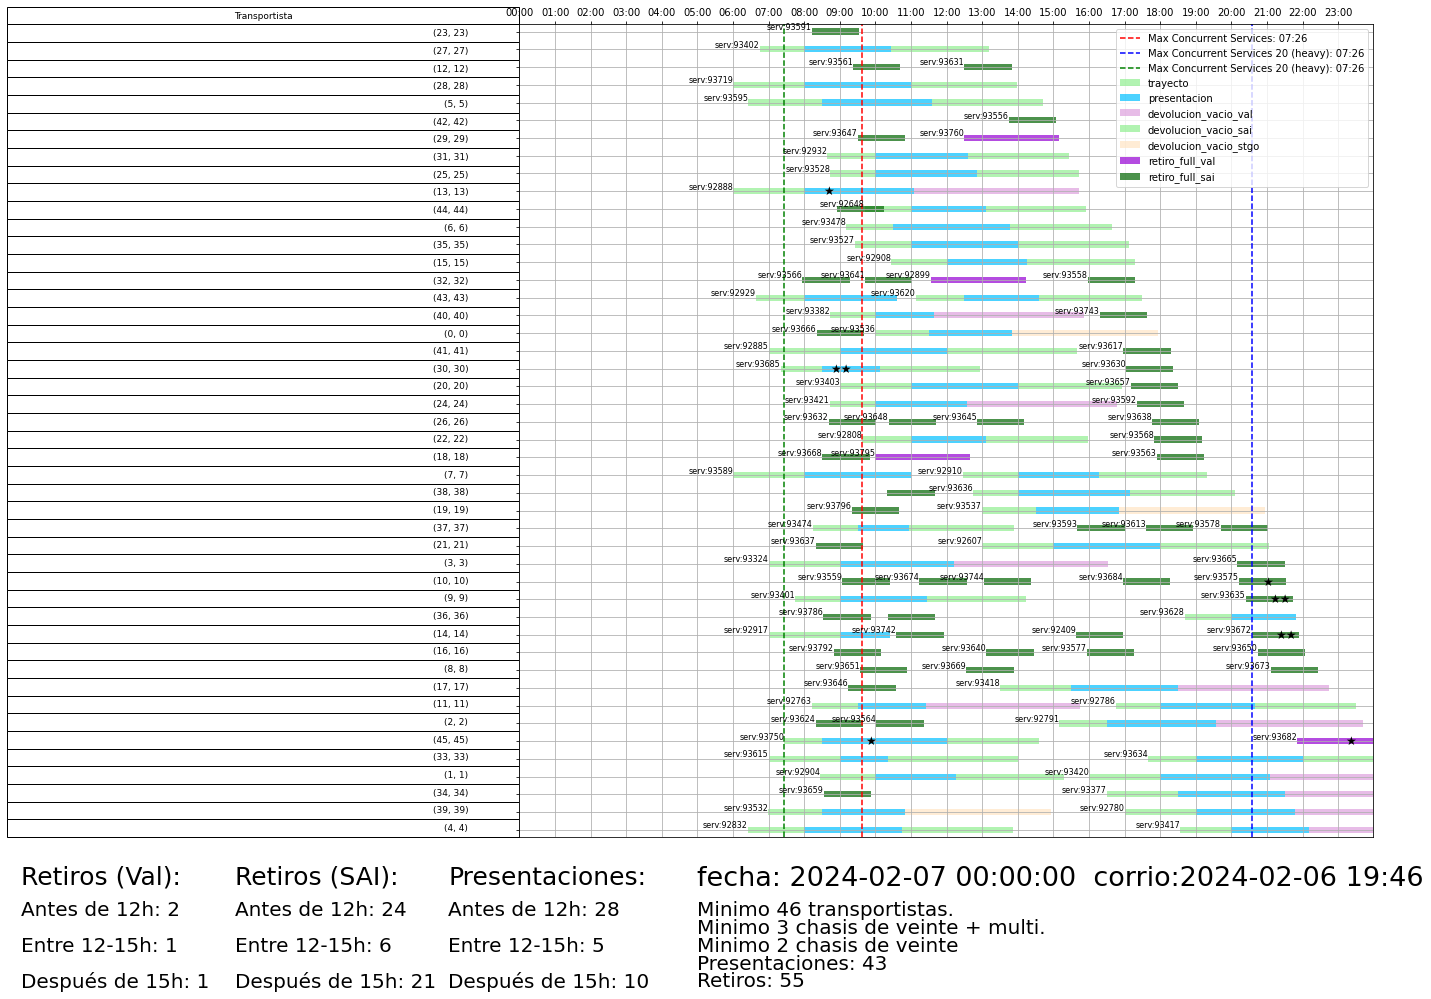 Transportista
00:00 01:00 02:00 03:00 04:00 05:00 06:00 07:00 08:00 09:00 10:00 11:00 12:00 13:00 14:00 15:00 16:00 17:00 18:00 19:00 20:00 21:00 22:00 23:00
(23, 23) serv:93591
(27, 27) serv:93402
(12, 12) serv:93561 serv:93631
(28, 28) serv:93719
(5, 5) serv:93595
(42, 42) serv:93556
(29, 29) serv:93647 serv:93760
(31, 31) serv:92932
(25, 25) serv:93528
(13, 13) serv:92888
(44, 44) serv:92648
(6, 6) serv:93478
(35, 35) serv:93527
(15, 15) serv:92908
(32, 32) serv:93566 serv:93641 serv:92899 serv:93558
(43, 43) serv:92929 serv:93620
(40, 40) serv:93382 serv:93743
(0, 0) serv:93666 serv:93536
(41, 41) serv:92885 serv:93617
(30, 30) serv:93685 serv:93630
(20, 20) serv:93403 serv:93657
(24, 24) serv:93421 serv:93592
(26, 26) serv:93632 serv:93648 serv:93645 serv:93638
(22, 22) serv:92808 serv:93568
(18, 18) serv:93668 serv:93795 serv:93563
(7, 7) serv:93589 serv:92910
(38, 38) serv:93636
(19, 19) serv:93796 serv:93537
(37, 37) serv:93474 serv:93593 serv:93613 serv:93578
(21, 21) serv:93637 serv:92607
(3, 3) serv:93324 serv:93665
(10, 10) serv:93559 serv:93674 serv:93744 serv:93684 serv:93575
(9, 9) serv:93401 serv:93635
(36, 36) serv:93786 serv:93628
(14, 14) serv:92917 serv:93742 serv:92409 serv:93672
(16, 16) serv:93792 serv:93640 serv:93577 serv:93650
(8, 8) serv:93651 serv:93669 serv:93673
(17, 17) serv:93646 serv:93418
(11, 11) serv:92763 serv:92786
(2, 2) serv:93624 serv:93564 serv:92791
(45, 45) serv:93750 serv:93682
(33, 33) serv:93615 serv:93634
(1, 1) serv:92904 serv:93420
(34, 34) serv:93659 serv:93377
(39, 39) serv:93532 serv:92780
(4, 4) serv:92832 serv:93417
Max Concurrent Services: 07:26
Max Concurrent Services 20 (heavy): 07:26
Max Concurrent Services 20 (heavy): 07:26
trayecto
presentacion
devolucion_vacio_val
devolucion_vacio_sai
devolucion_vacio_stgo
retiro_full_val
retiro_full_sai
Retiros (Val):
Antes de 12h: 2
Entre 12-15h: 1
Después de 15h: 1
Retiros (SAI):
Antes de 12h: 24
Entre 12-15h: 6
Después de 15h: 21
Presentaciones:
Antes de 12h: 28
Entre 12-15h: 5
Después de 15h: 10
fecha: 2024-02-07 00:00:00 corrio:2024-02-06 19:46
Minimo 46 transportistas.
Minimo 3 chasis de veinte + multi.
Minimo 2 chasis de veinte
Presentaciones: 43
Retiros: 55